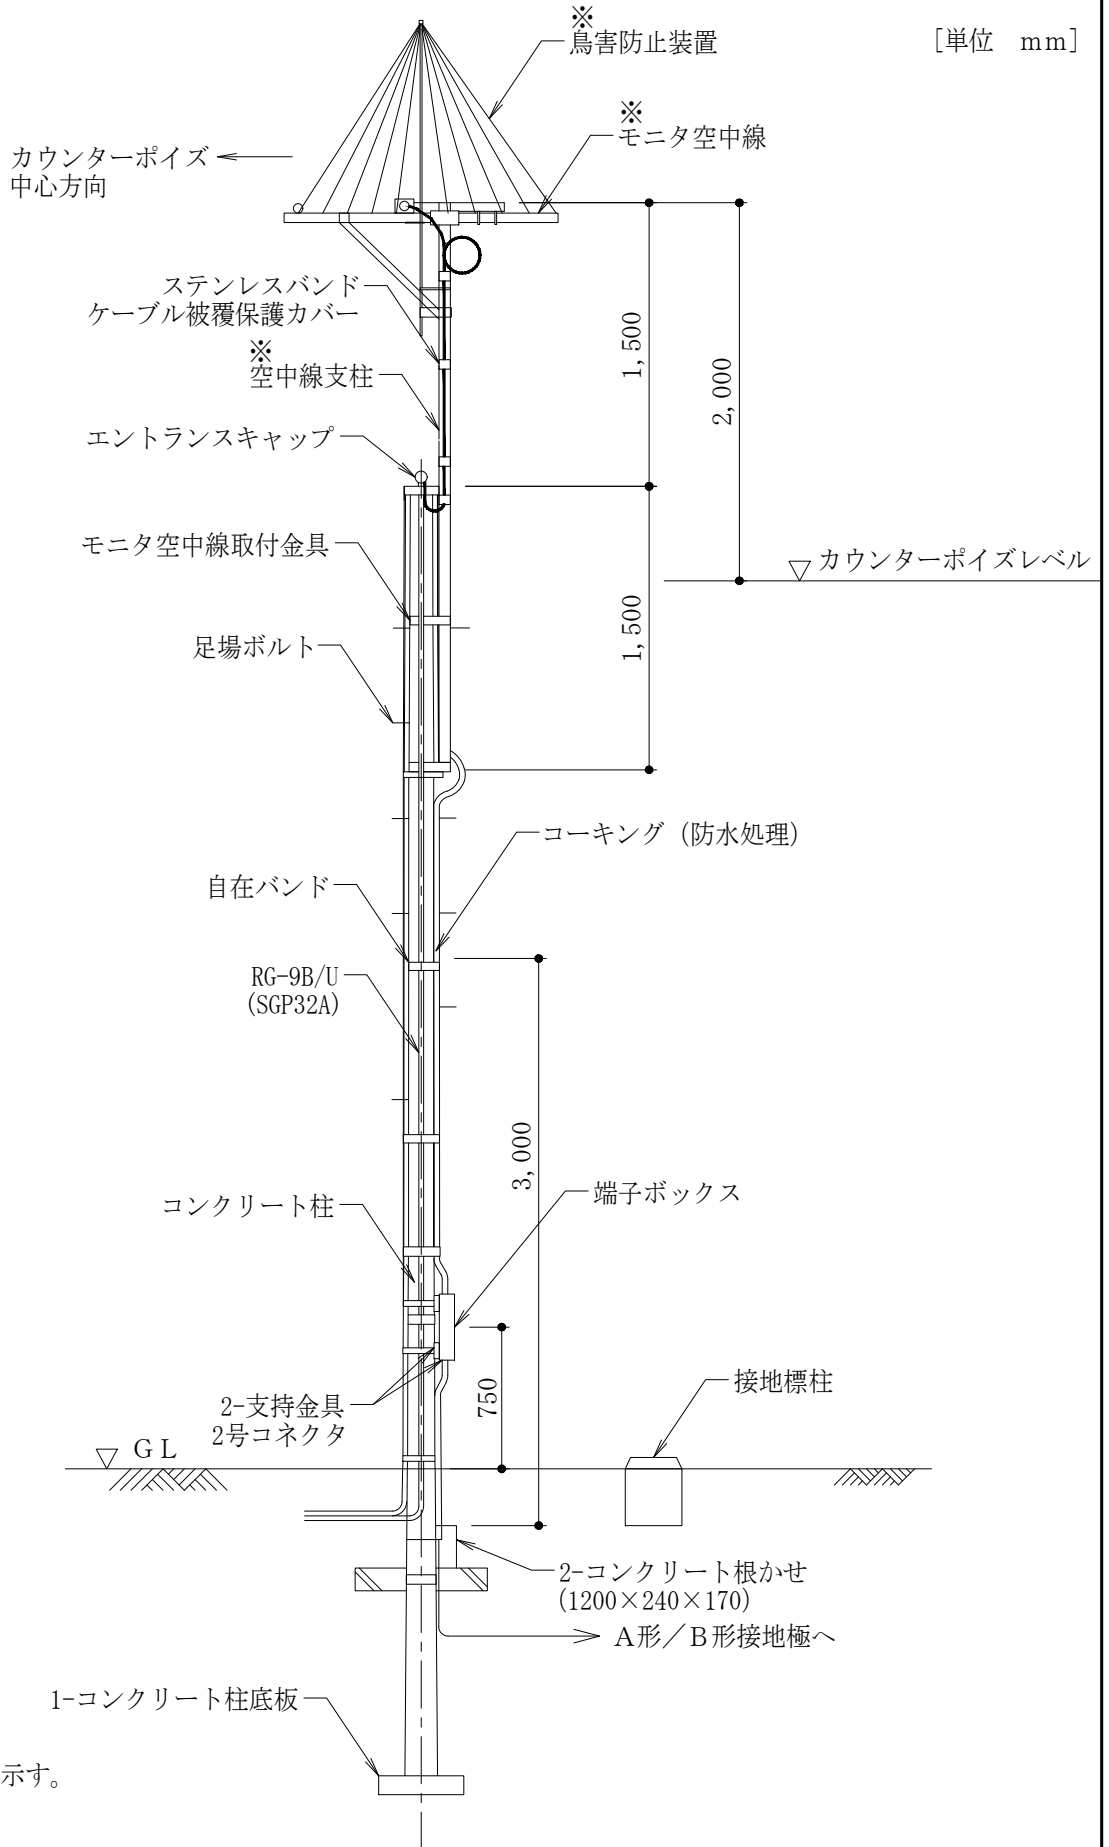 ※
鳥害防止装置
［単位　mm］
※
モニタ空中線
カウンターポイズ
中心方向
ステンレスバンド
ケーブル被覆保護カバー
1,500
※
空中線支柱
2,000
エントランスキャップ
モニタ空中線取付金具
カウンターポイズレベル
1,500
足場ボルト
コーキング（防水処理）
自在バンド
RG-9B/U
(SGP32A)
3,000
コンクリート柱
端子ボックス
接地標柱
750
2-支持金具
2号コネクタ
ＧＬ
2-コンクリート根かせ
(1200×240×170)
Ａ形／Ｂ形接地極へ
1-コンクリート柱底板
示す。